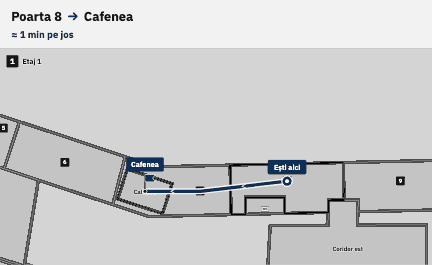 Poarta 8 → Cafenea
≈ 1 min pe jos
1 Etaj 1
5
6
Cafenea
Ești aici
9
Coridor est